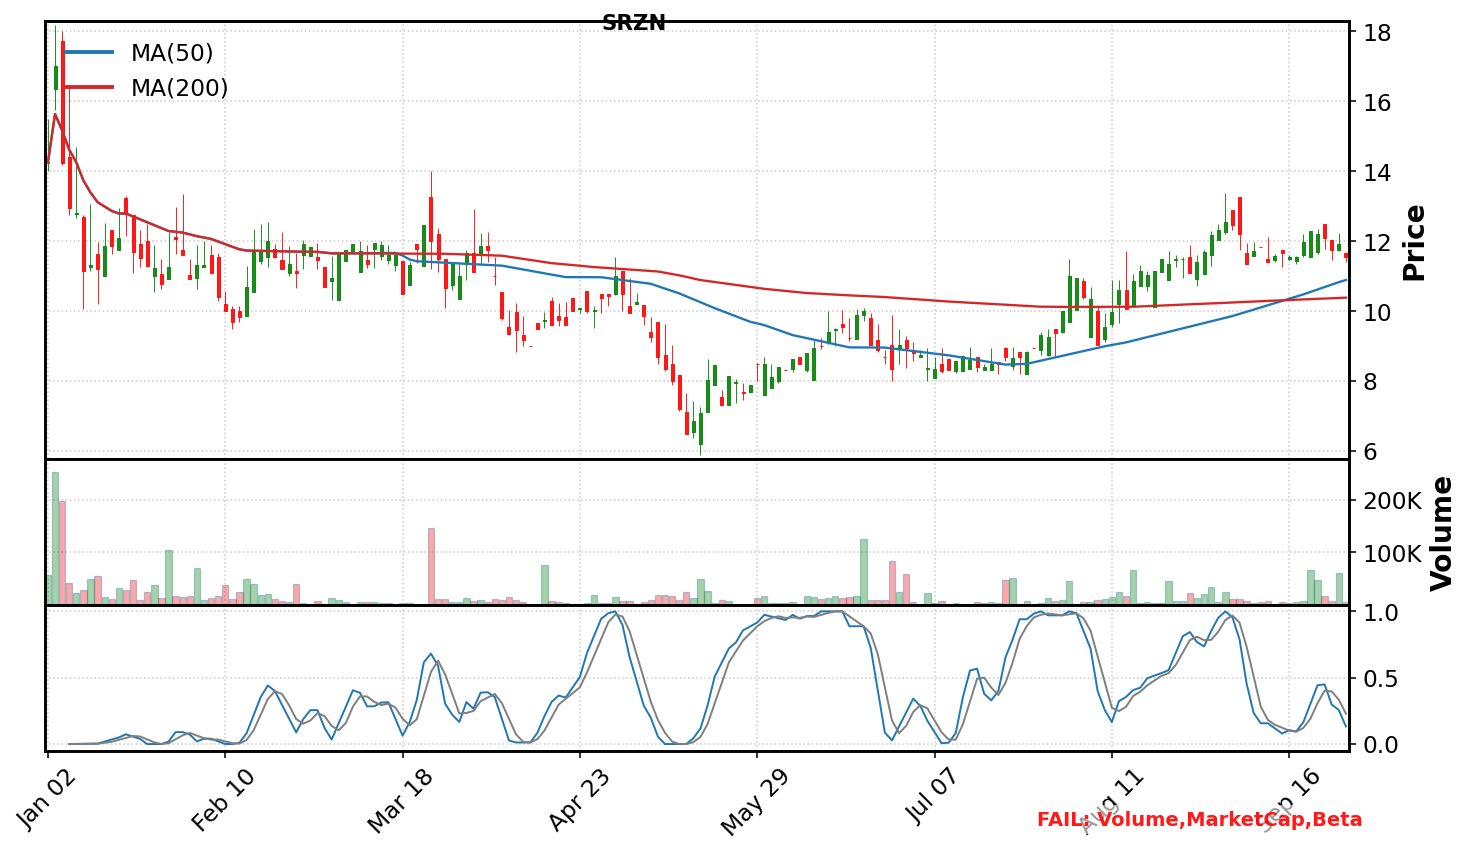 SRZN
MA(50)
MA(200)
18
16
14
12
10
8
6
Price
200K
100K
Volume
1.0
0.5
0.0
Jan 02
Feb 10
Mar 18
Apr 23
May 29
Jul 07
Aug 11
Sep 16
FAIL: Volume,MarketCap,Beta